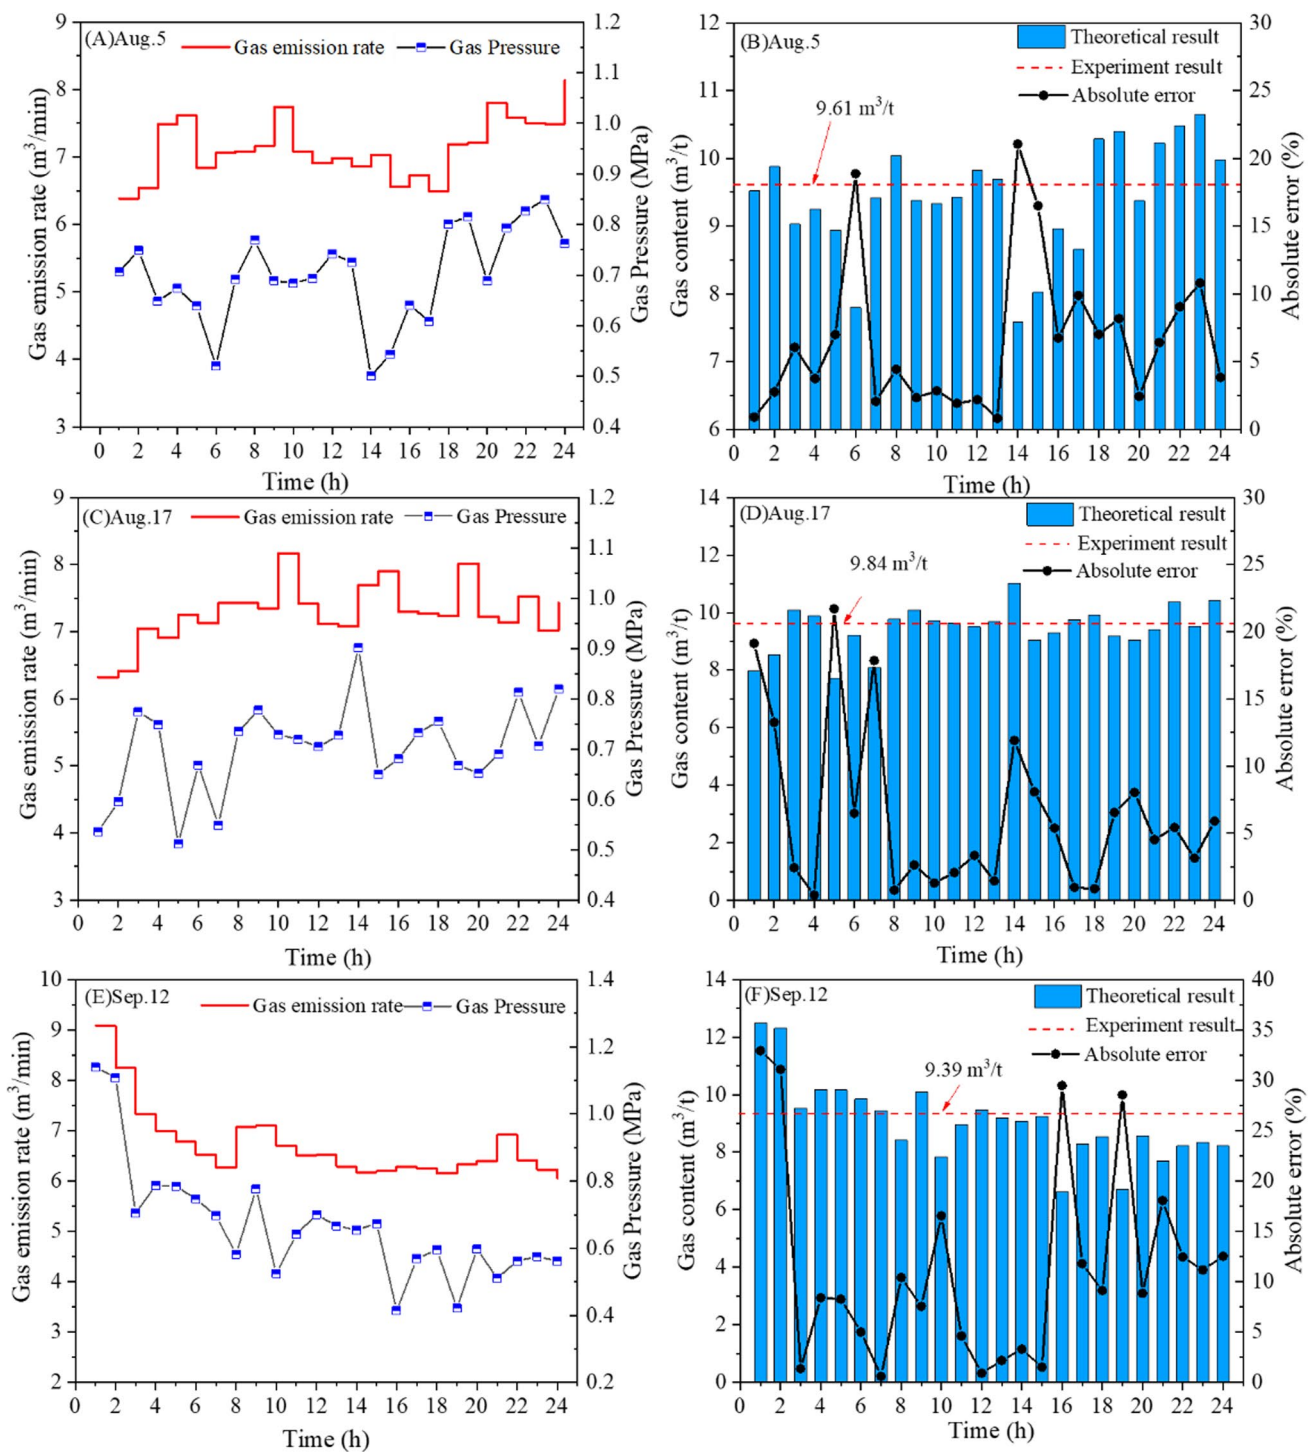 (A)Aug.5
Gas emission rate
Gas Pressure
9
8
7
6
5
4
3
Gas emission rate (m³/min)
1.2
1.1
1.0
0.9
0.8
0.7
0.6
0.5
0.4
Gas Pressure (MPa)
0 2 4 6 8 10 12 14 16 18 20 22 24
Time (h)
(B)Aug.5
Theoretical result
Experiment result
Absolute error
9.61 m³/t
12
11
10
9
8
7
6
Gas content (m³/t)
30
25
20
15
10
5
0
Absolute error (%)
0 2 4 6 8 10 12 14 16 18 20 22 24
Time (h)
(C)Aug.17
Gas emission rate
Gas Pressure
9
8
7
6
5
4
3
Gas emission rate (m³/min)
1.2
1.1
1.0
0.9
0.8
0.7
0.6
0.5
0.4
Gas Pressure (MPa)
0 2 4 6 8 10 12 14 16 18 20 22 24
Time (h)
(D)Aug.17
Theoretical result
Experiment result
Absolute error
9.84 m³/t
14
12
10
8
6
4
2
0
Gas content (m³/t)
30
25
20
15
10
5
0
Absolute error (%)
0 2 4 6 8 10 12 14 16 18 20 22 24
Time (h)
(E)Sep.12
Gas emission rate
Gas Pressure
10
9
8
7
6
5
4
3
2
Gas emission rate (m³/min)
1.4
1.2
1.0
0.8
0.6
0.4
0.2
Gas Pressure (MPa)
0 2 4 6 8 10 12 14 16 18 20 22 24
Time (h)
(F)Sep.12
Theoretical result
Experiment result
Absolute error
9.39 m³/t
14
12
10
8
6
4
2
0
Gas content (m³/t)
40
35
30
25
20
15
10
5
0
Absolute error (%)
0 2 4 6 8 10 12 14 16 18 20 22 24
Time (h)